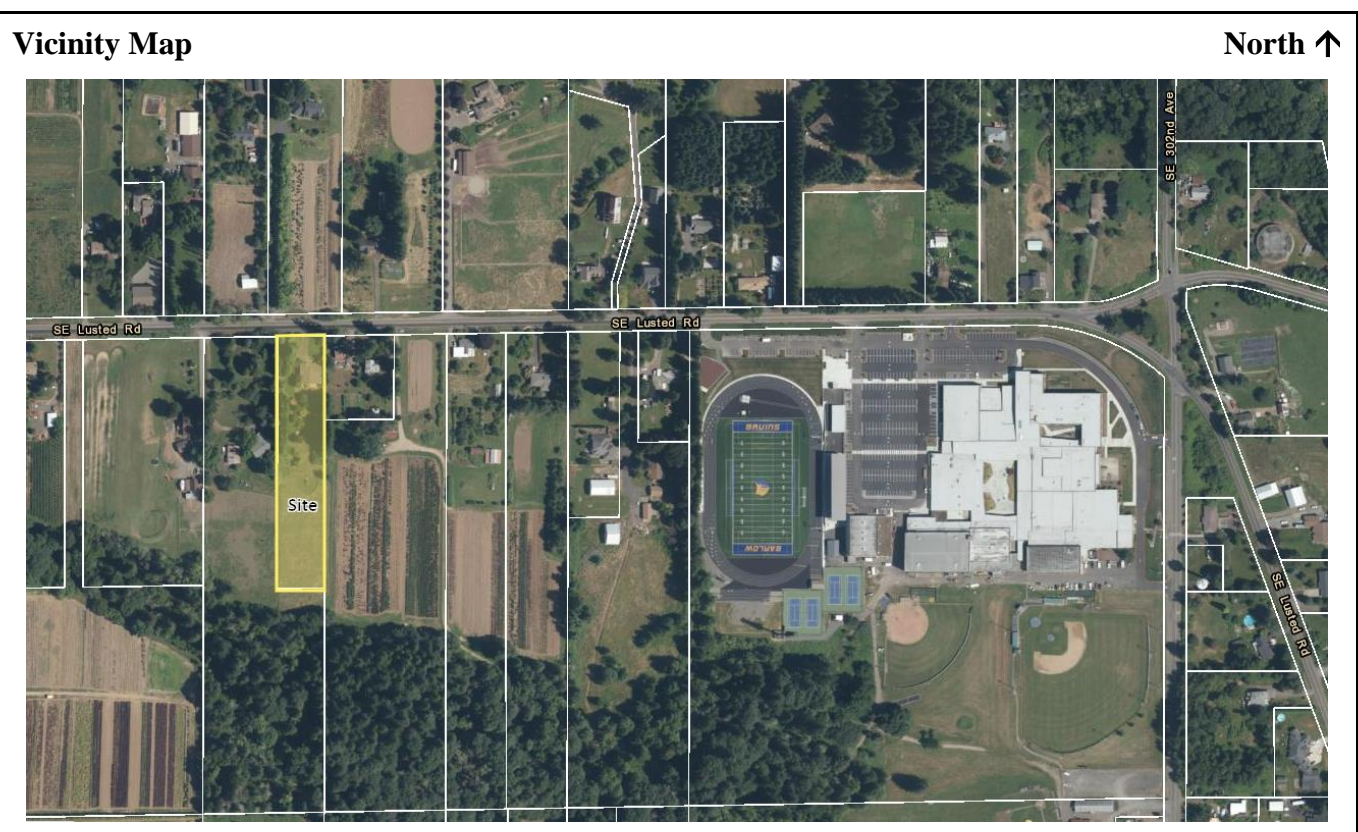 Vicinity Map
North ↑
SE 302nd Ave
SE Lusted Rd
SE Lusted Rd
Site
BRUINS
BARLOW
SE Lusted Rd